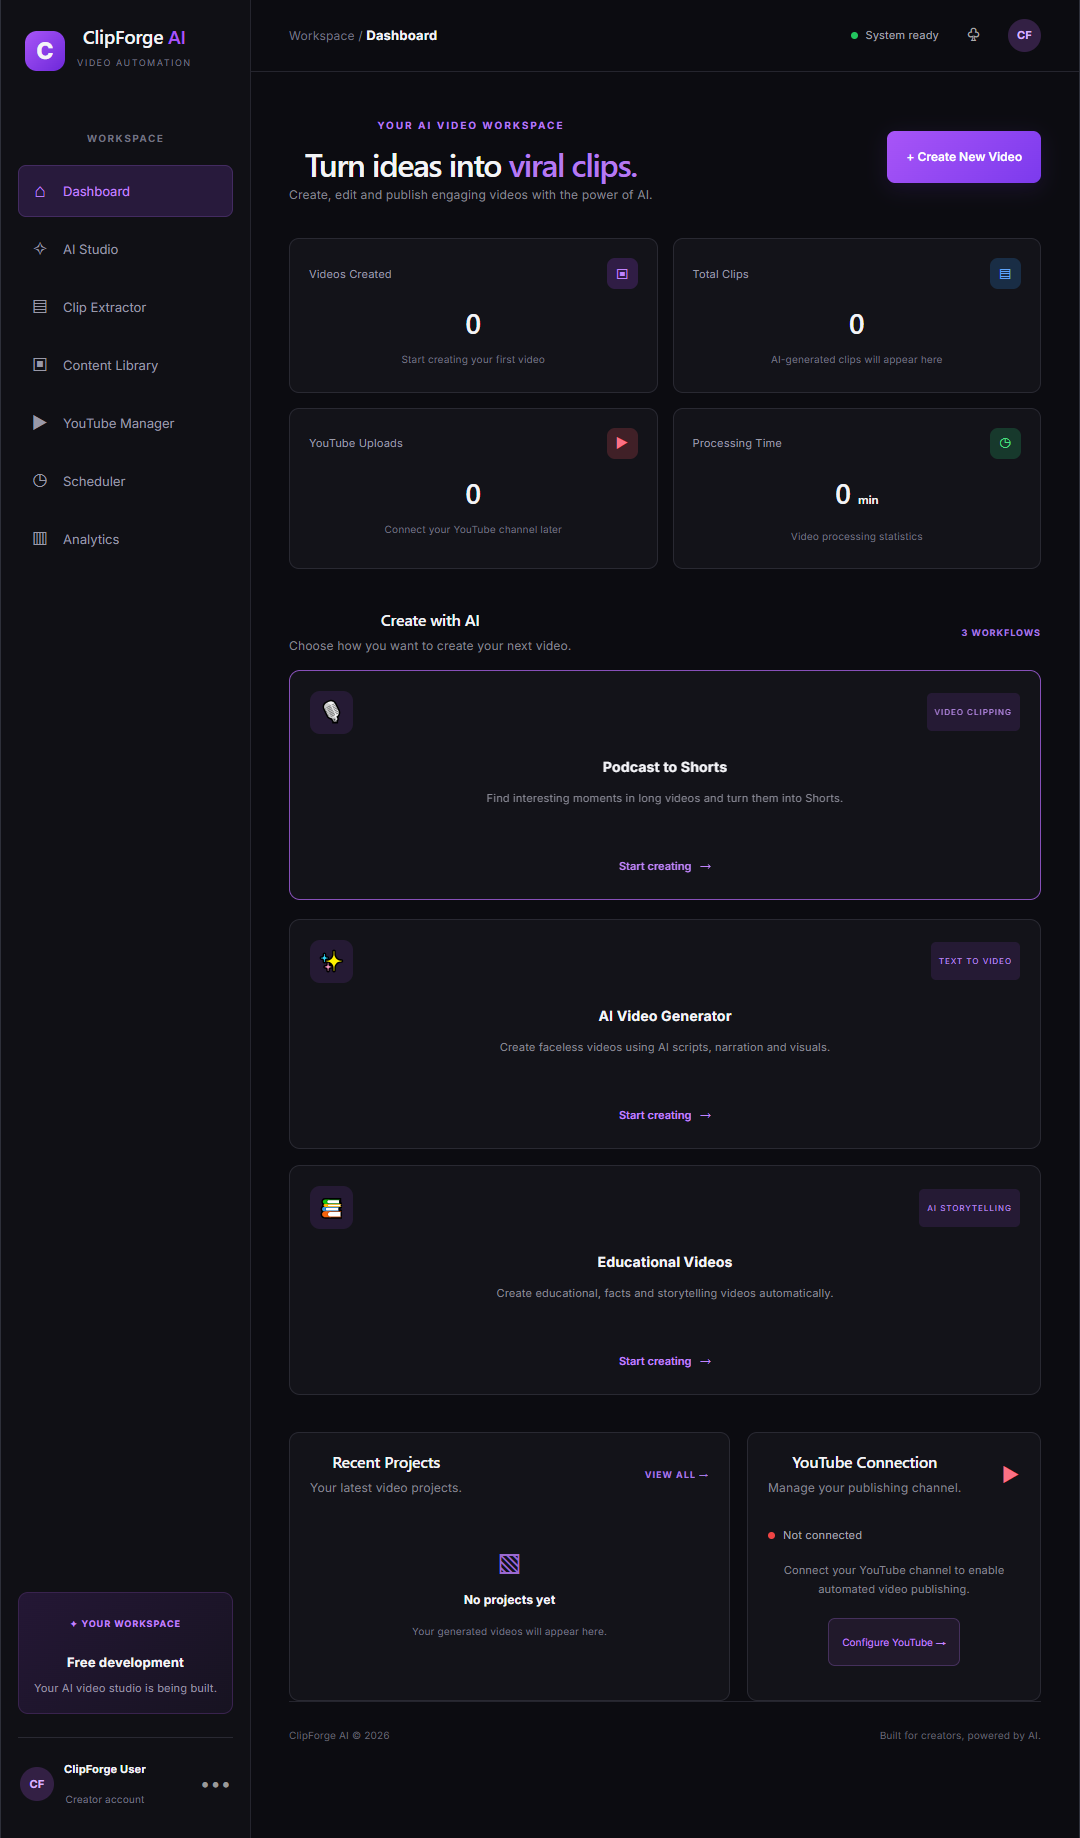 C
ClipForge AI
VIDEO AUTOMATION
WORKSPACE
Dashboard
AI Studio
Clip Extractor
Content Library
YouTube Manager
Scheduler
Analytics
✦ YOUR WORKSPACE
Free development
Your AI video studio is being built.
CF
ClipForge User
Creator account
Workspace / Dashboard
System ready
CF
YOUR AI VIDEO WORKSPACE
Turn ideas into viral clips.
Create, edit and publish engaging videos with the power of AI.
+ Create New Video
Videos Created
0
Start creating your first video
Total Clips
0
AI-generated clips will appear here
YouTube Uploads
0
Connect your YouTube channel later
Processing Time
0 min
Video processing statistics
Create with AI
Choose how you want to create your next video.
3 WORKFLOWS
VIDEO CLIPPING
Podcast to Shorts
Find interesting moments in long videos and turn them into Shorts.
Start creating →
TEXT TO VIDEO
AI Video Generator
Create faceless videos using AI scripts, narration and visuals.
Start creating →
AI STORYTELLING
Educational Videos
Create educational, facts and storytelling videos automatically.
Start creating →
Recent Projects
Your latest video projects.
VIEW ALL →
No projects yet
Your generated videos will appear here.
YouTube Connection
Manage your publishing channel.
Not connected
Connect your YouTube channel to enable
automated video publishing.
Configure YouTube →
ClipForge AI © 2026
Built for creators, powered by AI.